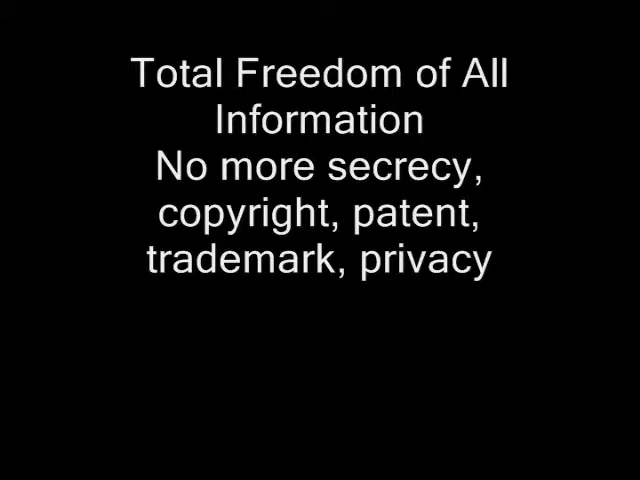 Total Freedom of All
Information
No more secrecy,
copyright, patent,
trademark, privacy